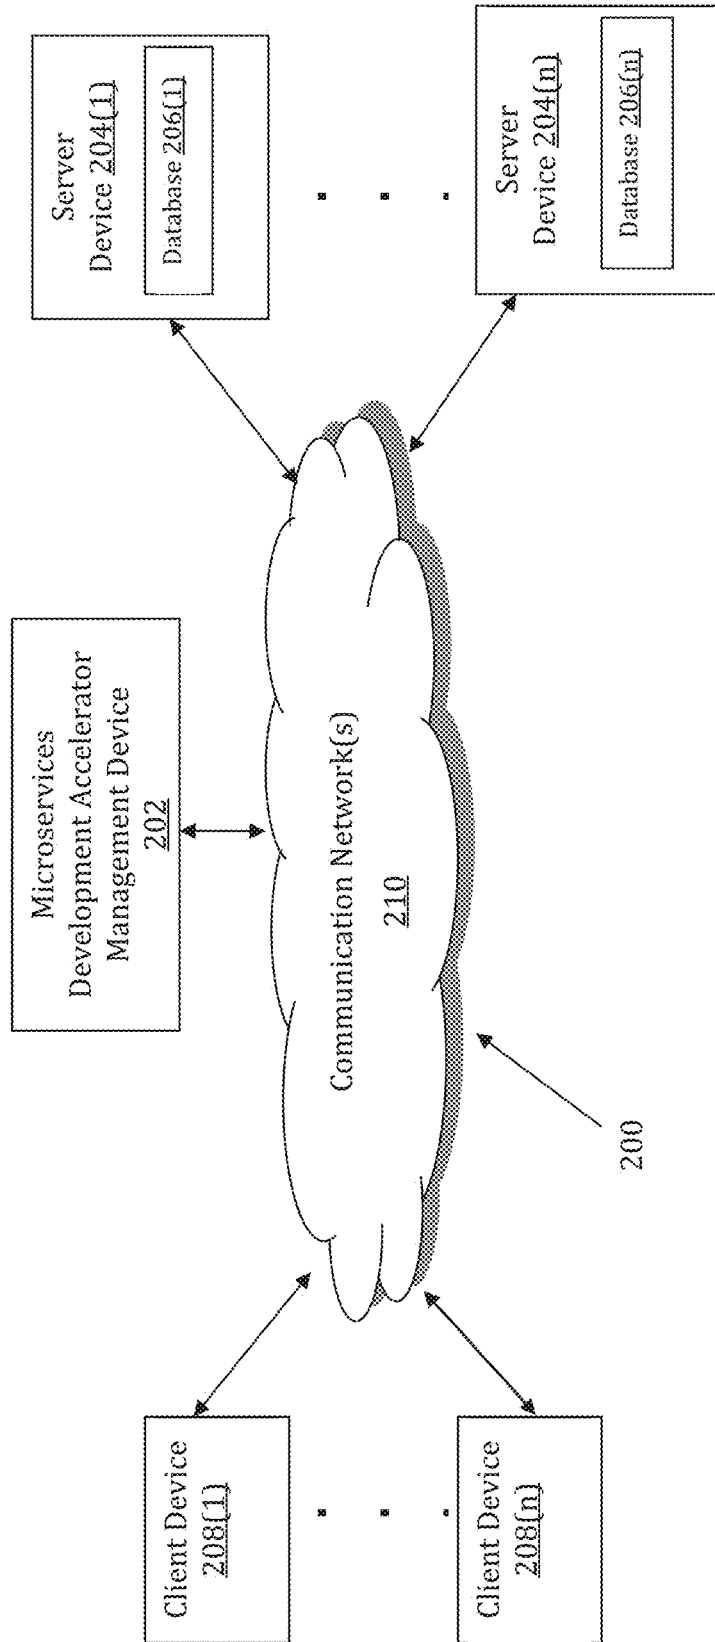 Microservices
Development Accelerator
Management Device
202
Client Device
208(1)
Client Device
208(n)
Communication Network(s)
210
Server
Device 204(1)
Database 206(1)
Server
Device 204(n)
Database 206(n)
200